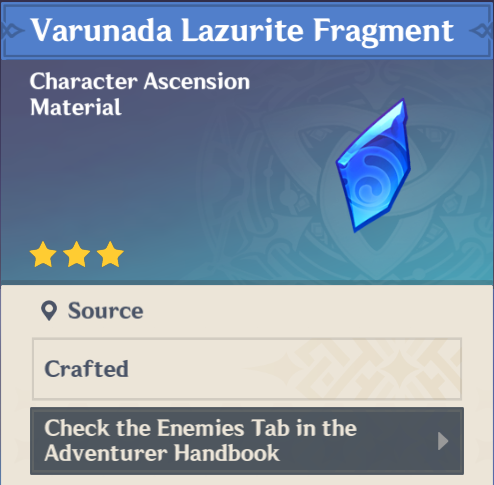 Varunada Lazurite Fragment
Character Ascension
Material
Source
Crafted
Check the Enemies Tab in the
Adventurer Handbook